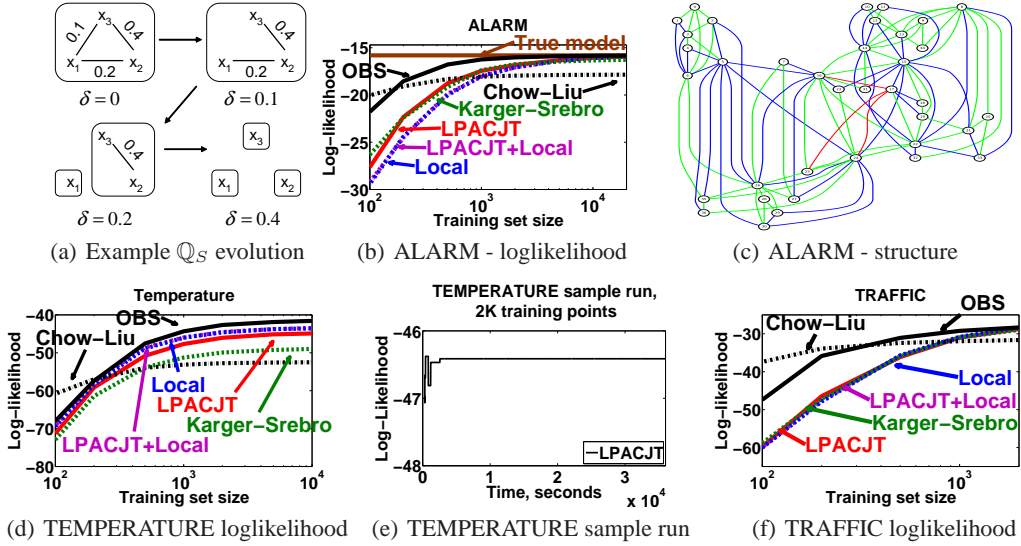 x3
0.1
0.4
x1
0.2
x2
δ=0
x3
0.4
x1
0.2
x2
δ=0.1
x3
0.4
x1
x2
δ=0.2
x3
x1
x2
δ=0.4
(a) Example ℚS evolution
ALARM
−15
−20
−25
−30
Log−likelihood
True model
OBS
Chow−Liu
Karger−Srebro
LPACJT
LPACJT+Local
Local
10^2
10^3
10^4
Training set size
(b) ALARM - loglikelihood
(c) ALARM - structure
Temperature
−40
−50
−60
−70
−80
Log−likelihood
OBS
Chow−Liu
Local
LPACJT
Karger−Srebro
LPACJT+Local
10^2
10^3
10^4
Training set size
(d) TEMPERATURE loglikelihood
TEMPERATURE sample run,
2K training points
−46
−47
−48
Log−Likelihood
LPACJT
0
1
2
3
Time, seconds
x 10^4
(e) TEMPERATURE sample run
TRAFFIC
−30
−40
−50
−60
Log−likelihood
OBS
Chow−Liu
Local
LPACJT+Local
Karger−Srebro
LPACJT
10^2
10^3
Training set size
(f) TRAFFIC loglikelihood